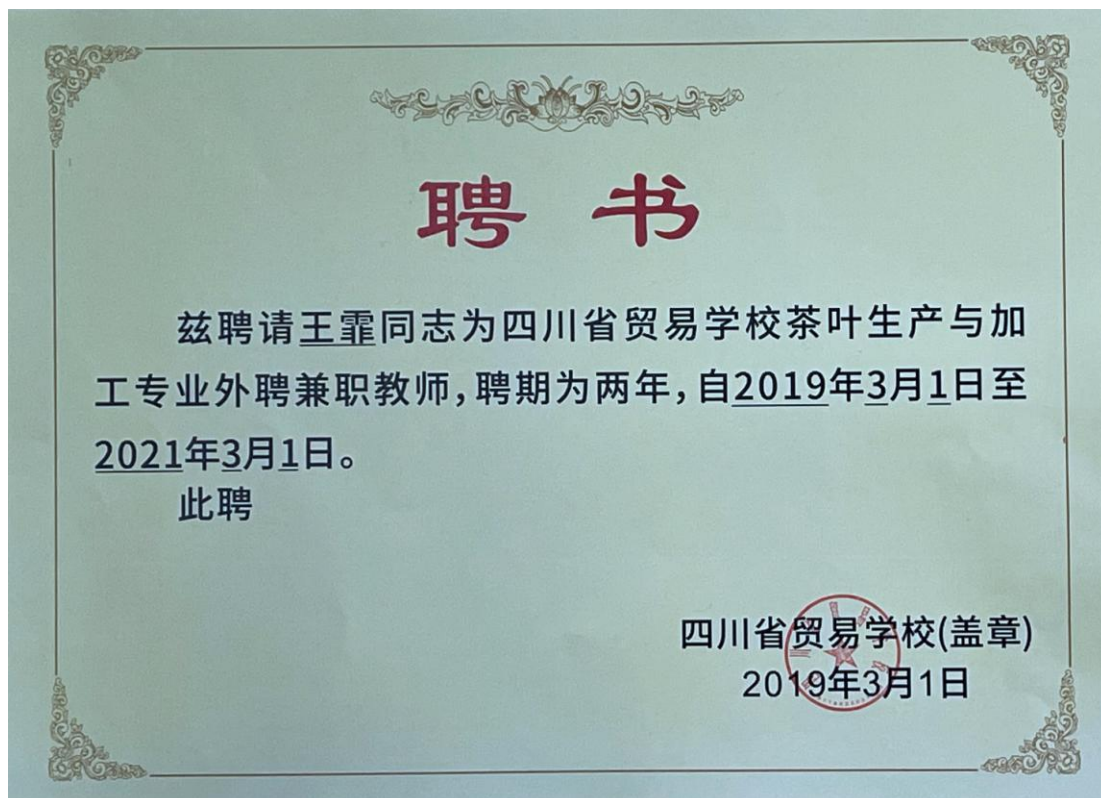 聘 书
兹聘请王霏同志为四川省贸易学校茶叶生产与加
工专业外聘兼职教师,聘期为两年,自2019年3月1日至
2021年3月1日。
此聘
四川省贸易学校(盖章)
2019年3月1日